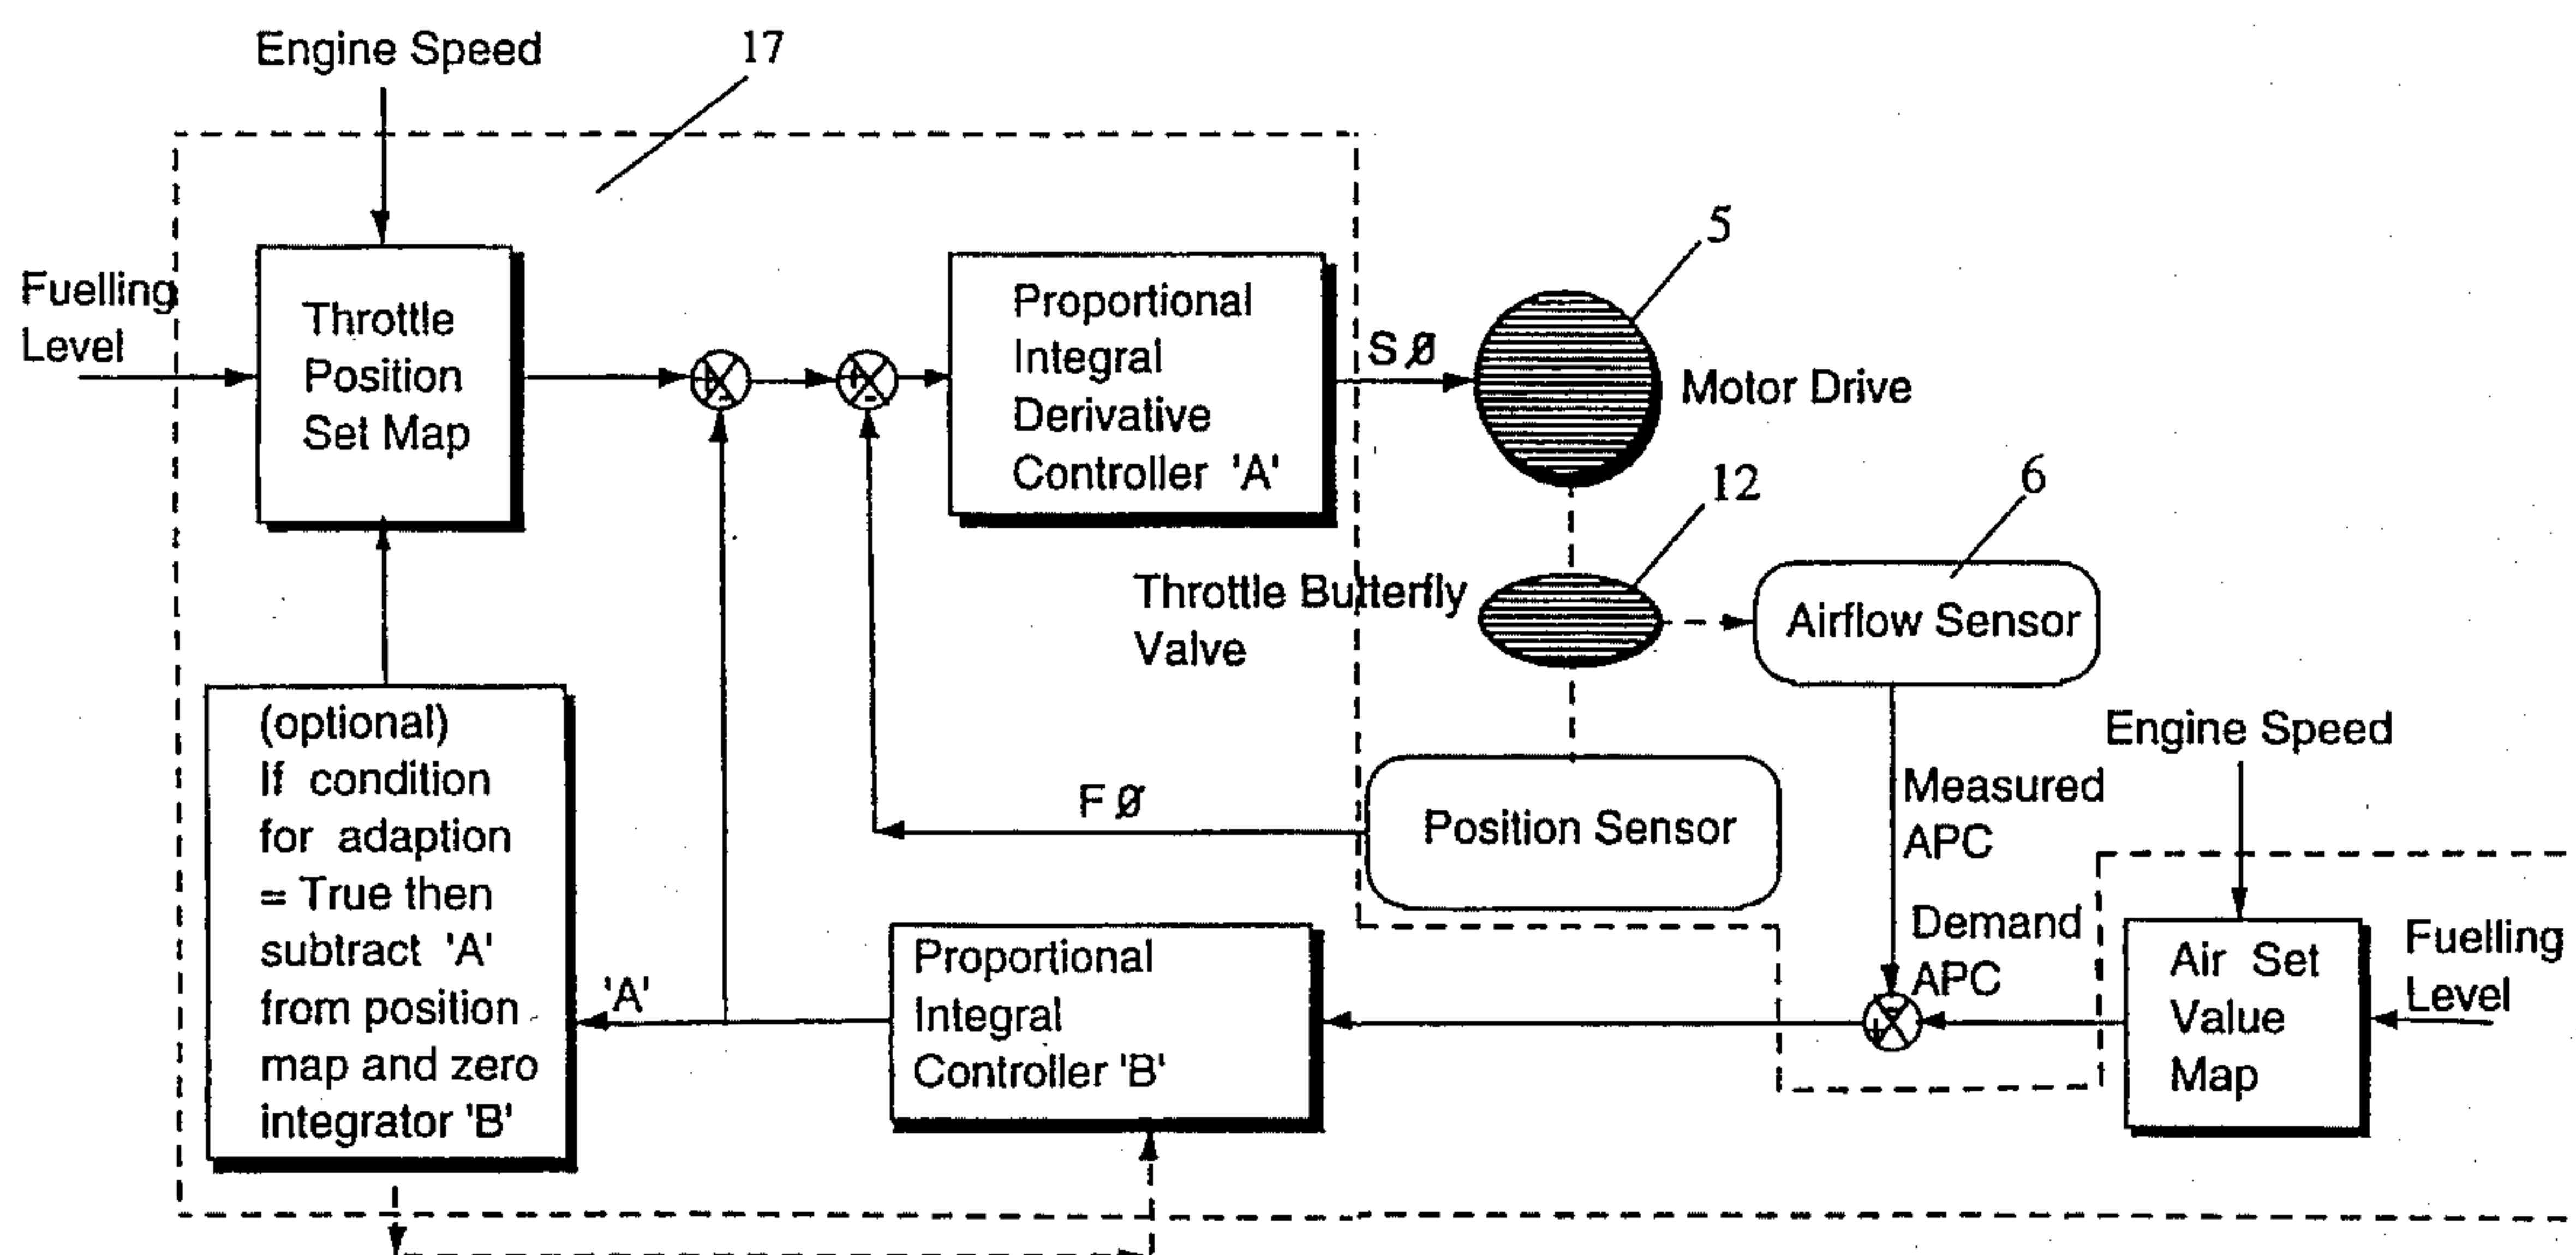 Engine Speed
17
Fuelling
Level
Throttle
Position
Set Map
+
-
+
-
Proportional
Integral
Derivative
Controller 'A'
SØ
5
Motor Drive
12
6
Throttle Butterfly
Valve
Airflow Sensor
(optional)
If condition
for adaption
= True then
subtract 'A'
from position
map and zero
integrator 'B'
FØ
Position Sensor
Measured
APC
Engine Speed
'A'
Proportional
Integral
Controller 'B'
Demand
APC
-
+
Air Set
Value
Map
Fuelling
Level